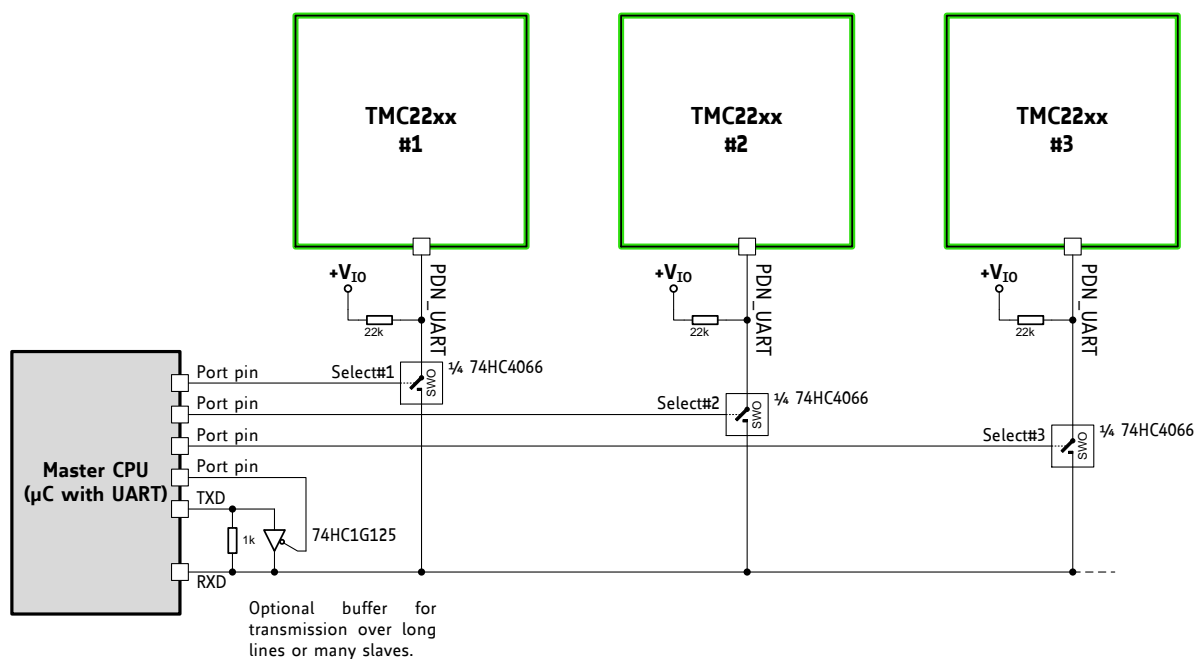 TMC22xx
#1
TMC22xx
#2
TMC22xx
#3
+VIO
22k
PDN_UART
+VIO
22k
PDN_UART
+VIO
22k
PDN_UART
Port pin
Select#1
SWO
¼ 74HC4066
Port pin
Select#2
SWO
¼ 74HC4066
Port pin
Select#3
SWO
¼ 74HC4066
Port pin
Master CPU
(µC with UART)
TXD
1k
74HC1G125
RXD
Optional buffer for
transmission over long
lines or many slaves.